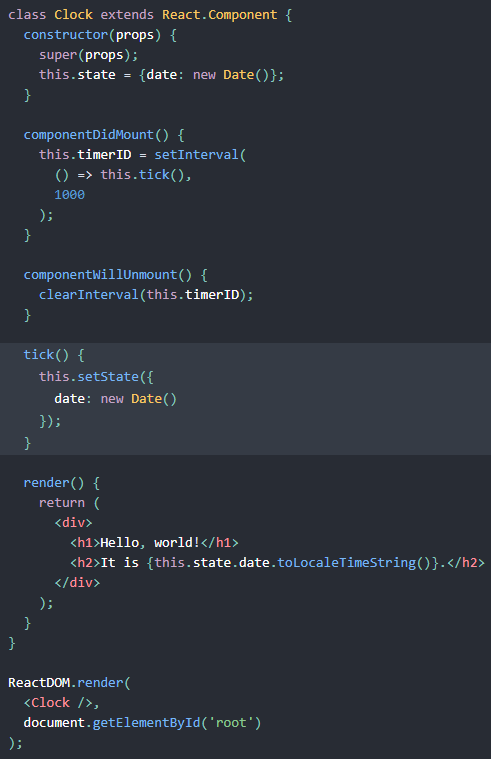 class Clock extends React.Component {
  constructor(props) {
    super(props);
    this.state = {date: new Date()};
  }

  componentDidMount() {
    this.timerID = setInterval(
      () => this.tick(),
      1000
    );
  }

  componentWillUnmount() {
    clearInterval(this.timerID);
  }

  tick() {
    this.setState({
      date: new Date()
    });
  }

  render() {
    return (
      <div>
        <h1>Hello, world!</h1>
        <h2>It is {this.state.date.toLocaleTimeString()}.</h2>
      </div>
    );
  }
}

ReactDOM.render(
  <Clock />,
  document.getElementById('root')
);